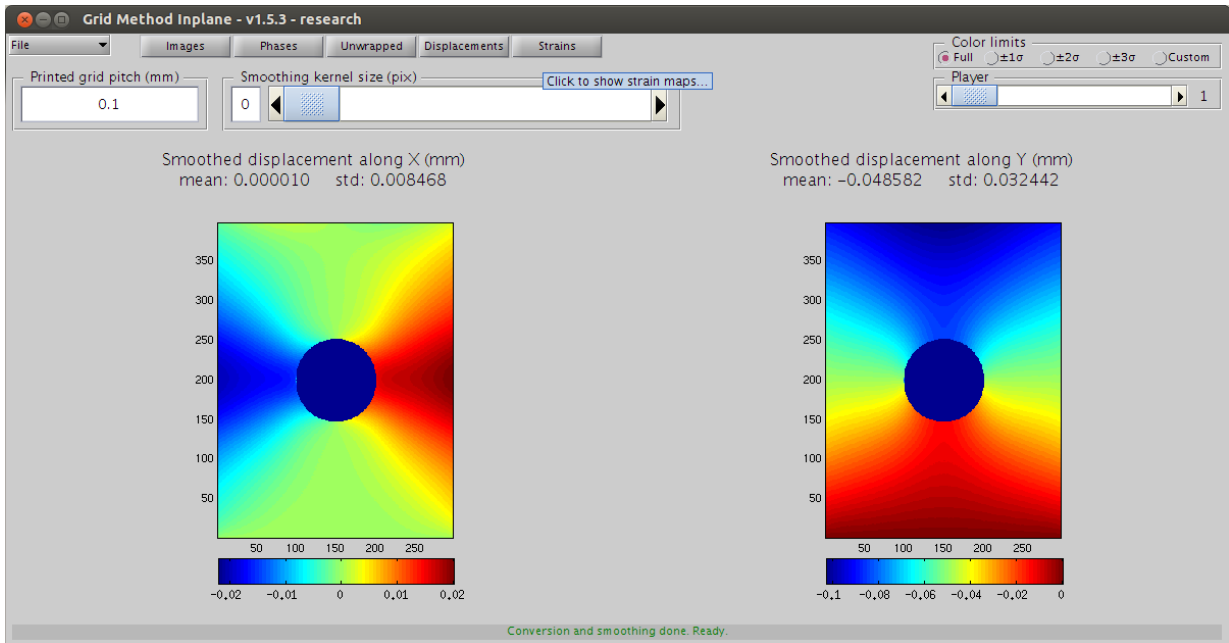 Grid Method Inplane - v1.5.3 - research
File Images Phases Unwrapped Displacements Strains
Color limits
Full ±1σ ±2σ ±3σ Custom
Printed grid pitch (mm) Smoothing kernel size (pix) Click to show strain maps... Player
0.1 0 1
Smoothed displacement along X (mm)
mean: 0.000010 std: 0.008468
Smoothed displacement along Y (mm)
mean: -0.048582 std: 0.032442
350
300
250
200
150
100
50
50 100 150 200 250
-0.02 -0.01 0 0.01 0.02
350
300
250
200
150
100
50
50 100 150 200 250
-0.1 -0.08 -0.06 -0.04 -0.02 0
Conversion and smoothing done. Ready.